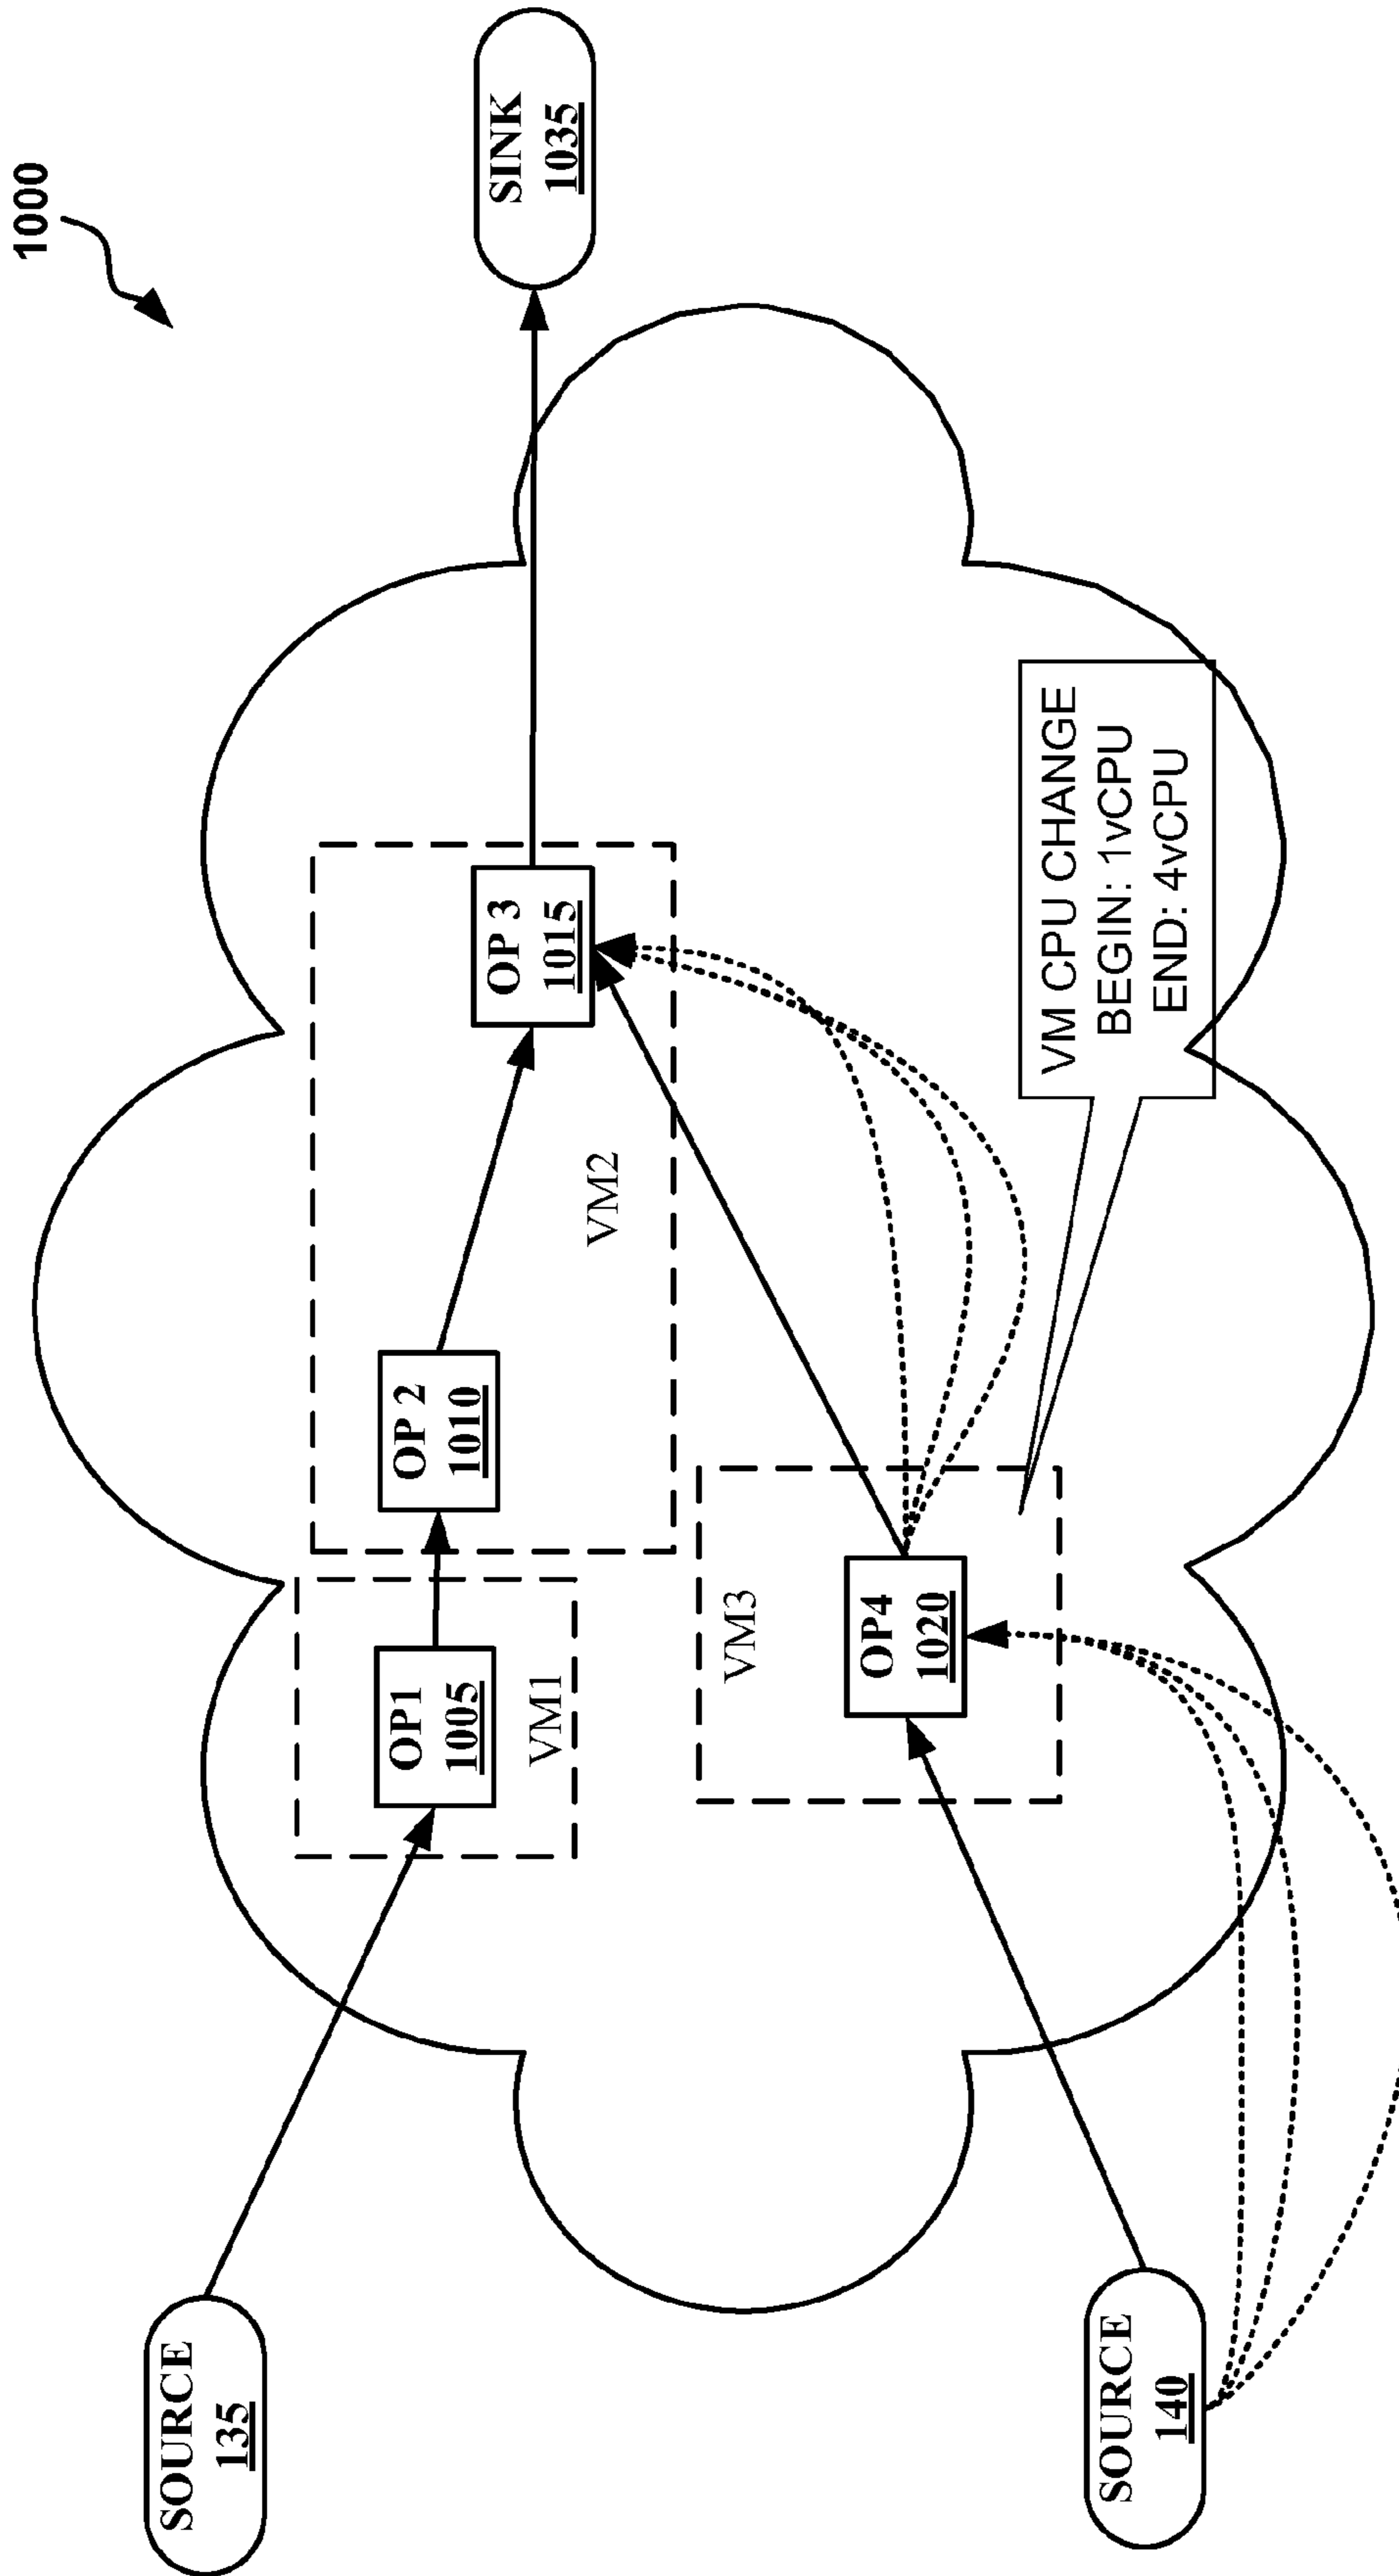 1000
SOURCE
135
OP1
1005
VM1
OP 2
1010
OP 3
1015
VM2
SINK
1035
SOURCE
140
VM3
OP4
1020
VM CPU CHANGE
BEGIN: 1vCPU
END: 4vCPU